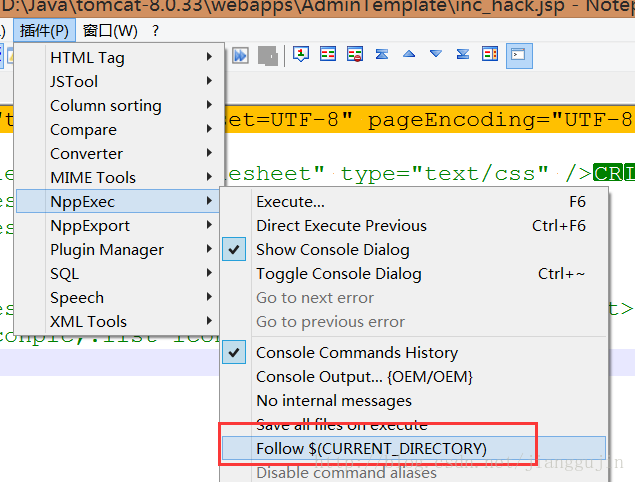 D:\Java\tomcat-8.0.33\webapps\AdminTemplate\inc_hack.jsp - Notep
插件(P) 窗口(W) ?
set=UTF-8" pageEncoding="UTF-8
esheet" type="text/css" />CRL
HTML Tag
JSTool
Column sorting
Compare
Converter
MIME Tools
NppExec
NppExport
Plugin Manager
SQL
Speech
XML Tools
Execute... F6
Direct Execute Previous Ctrl+F6
Show Console Dialog
Toggle Console Dialog Ctrl+~
Go to next error
Go to previous error
Console Commands History
Console Output... {OEM/OEM}
No internal messages
Save all files on execute
Follow $(CURRENT_DIRECTORY)
Disable command aliases